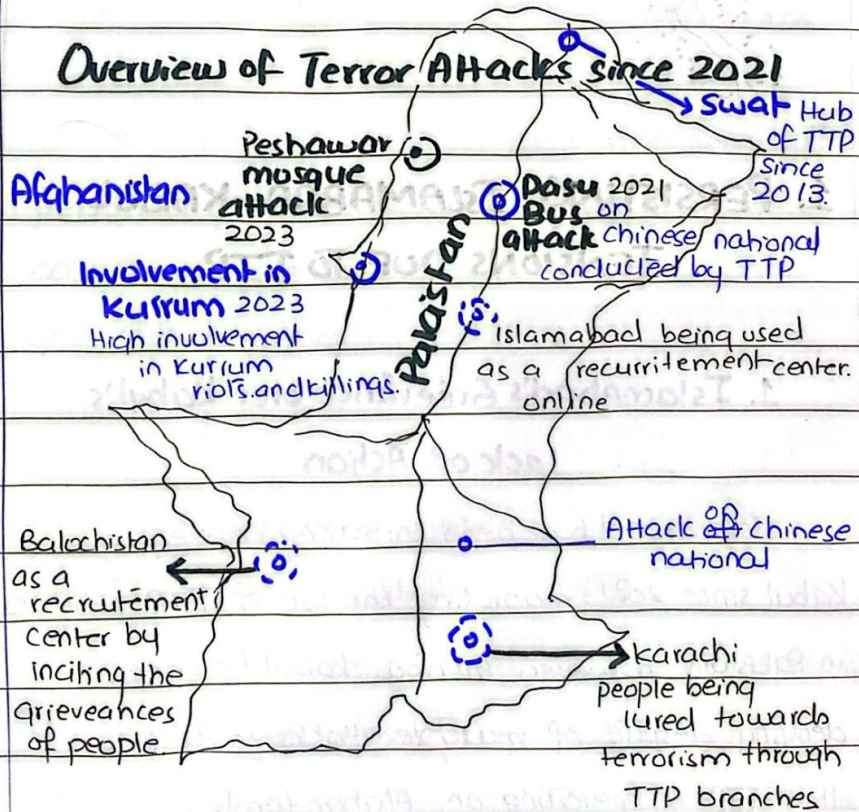 Overview of Terror Attacks since 2021
Swat Hub
of TTP
since
2013.
Peshawar
mosque
attack
2023
Afghanistan
Dasu 2021
Bus on
attack Chinese national
conducted by TTP
Involvement in
Kurrum 2023
High involvement
in Kurrum
riots.and killings.
Pakistan
Islamabad being used
as a recurritement center.
online
Balochistan
as a
recruitement
center by
inciting the
grieveances
of people
Attack of Chinese
national
Karachi
people being
lured towards
terrorism through
TTP branches